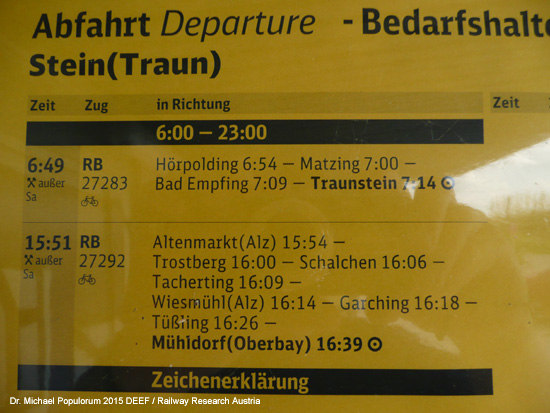 Abfahrt Departure - Bedarfshalte
Stein(Traun)
Zeit Zug in Richtung Zeit
6:00 — 23:00
6:49 RB Hörpolding 6:54 — Matzing 7:00 —
außer 27283 Bad Empfing 7:09 — Traunstein 7:14
Sa
15:51 RB Altenmarkt(Alz) 15:54 —
außer 27292 Trostberg 16:00 — Schalchen 16:06 —
Sa Tacherting 16:09 —
Wiesmühl(Alz) 16:14 — Garching 16:18 —
Tüßling 16:26 —
Mühldorf(Oberbay) 16:39
Zeichenerklärung
Dr. Michael Populorum 2015 DEEF / Railway Research Austria